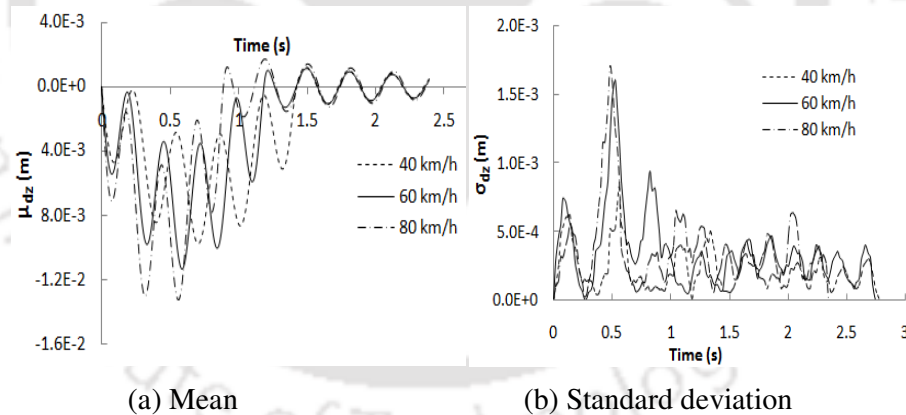 4.0E-3
Time (s)
0.0E+0
0 0.5 1 1.5 2 2.5
4.0E-3
8.0E-3
-1.2E-2
-1.6E-2
μdz (m)
40 km/h
60 km/h
80 km/h
2.0E-3
1.5E-3
1.0E-3
5.0E-4
0.0E+0
σdz (m)
40 km/h
60 km/h
80 km/h
0 0.5 1 1.5 2 2.5 3
Time (s)
(a) Mean
(b) Standard deviation